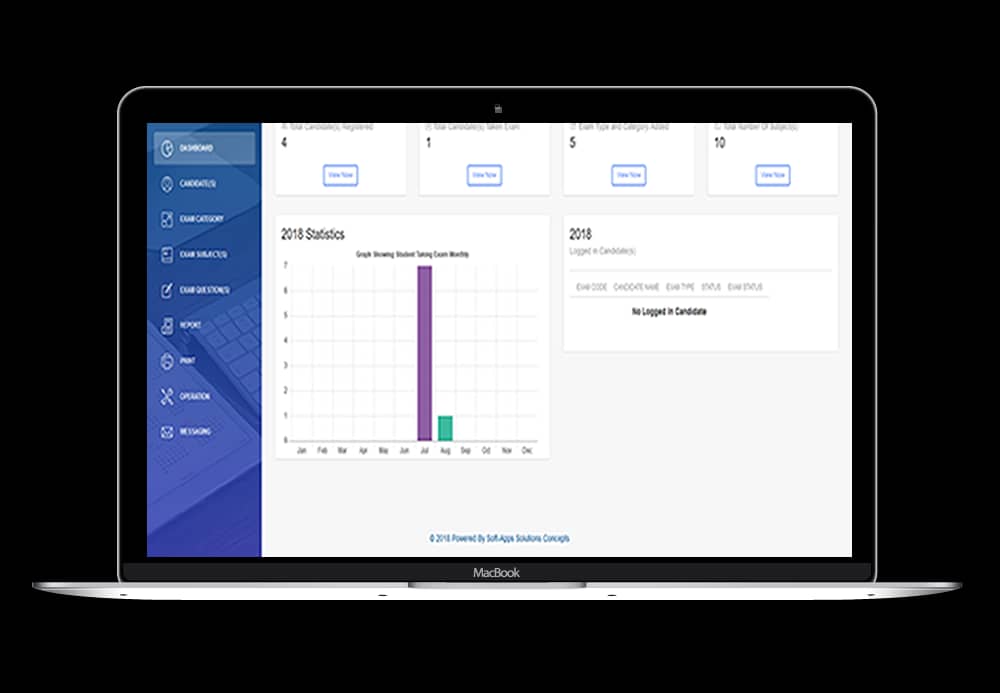 DASHBOARD
CANDIDATE(S)
EXAM CATEGORY
EXAM SUBJECT(S)
EXAM QUESTION(S)
REPORT
PRINT
OPERATION
MESSAGING
Total Candidate(s) Registered
4
View Now
Total Candidate(s) Taken Exam
1
View Now
Exam Type and Category Added
5
View Now
Total Number Of Subject(s)
10
View Now
2018 Statistics
Graph Showing Student Taking Exam Monthly
7
6
5
4
3
2
1
0
Jan Feb Mar Apr May Jun Jul Aug Sep Oct Nov Dec
2018
Logged in Candidate(s)
EXAM CODE CANDIDATE NAME EXAM TYPE STATUS EXAM STATUS
No Logged In Candidate
© 2018 Powered By Soft-Apps Solutions Concepts
MacBook